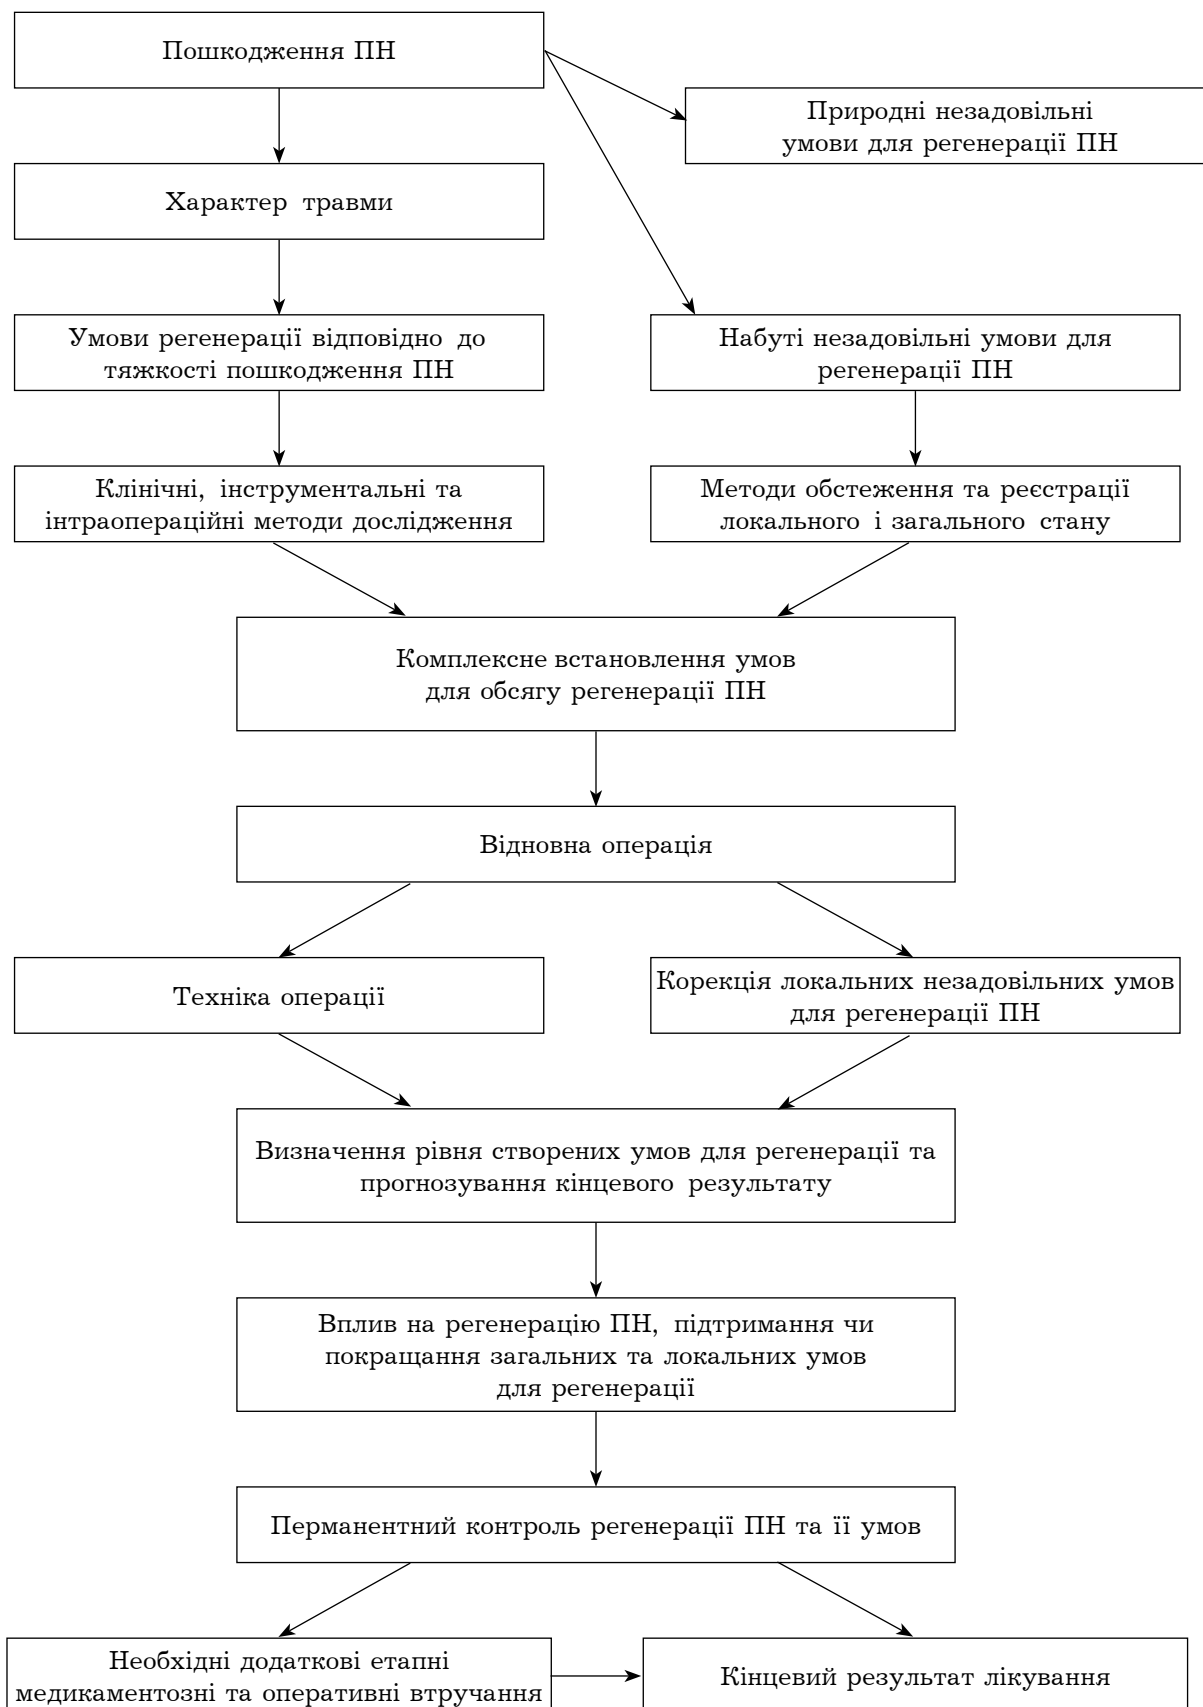 Пошкодження ПН
Природні незадовільні
умови для регенерації ПН
Характер травми
Умови регенерації відповідно до
тяжкості пошкодження ПН
Набуті незадовільні умови для
регенерації ПН
Клінічні, інструментальні та
інтраопераційні методи дослідження
Методи обстеження та реєстрації
локального і загального стану
Комплексне встановлення умов
для обсягу регенерації ПН
Відновна операція
Техніка операції
Корекція локальних незадовільних умов
для регенерації ПН
Визначення рівня створених умов для регенерації та
прогнозування кінцевого результату
Вплив на регенерацію ПН, підтримання чи
покращання загальних та локальних умов
для регенерації
Перманентний контроль регенерації ПН та її умов
Необхідні додаткові етапні
медикаментозні та оперативні втручання
Кінцевий результат лікування